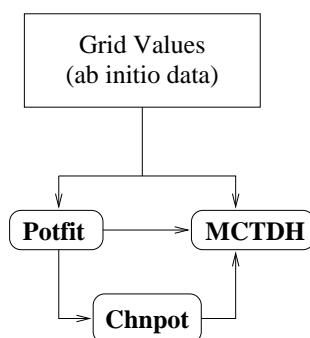 Grid Values
(ab initio data)
Potfit
MCTDH
Chnpot